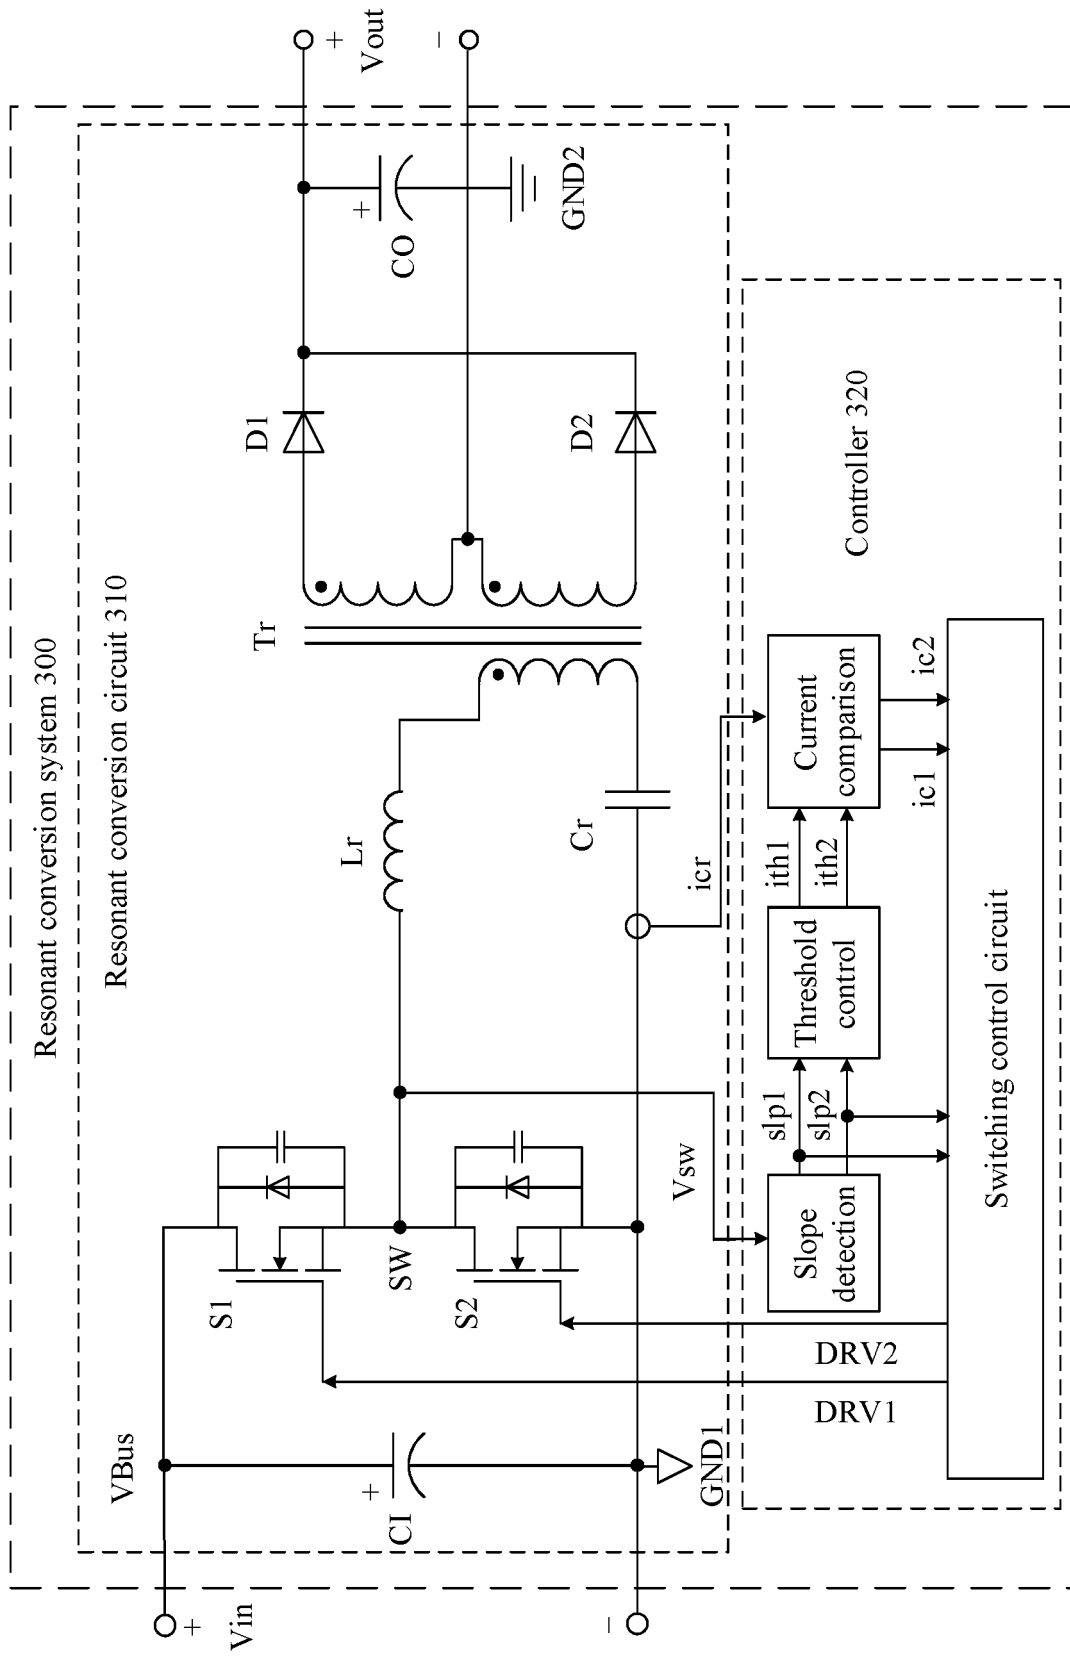 Resonant conversion system 300
Resonant conversion circuit 310
VBus
+
Vin
−
CI
+
GND1
S1
SW
S2
Lr
Cr
Tr
D1
D2
CO
+
GND2
+
Vout
−
Vsw
icr
DRV1
DRV2
Controller 320
Slope
detection
slp1
slp2
Threshold
control
ith1
ith2
Current
comparison
ic1
ic2
Switching control circuit